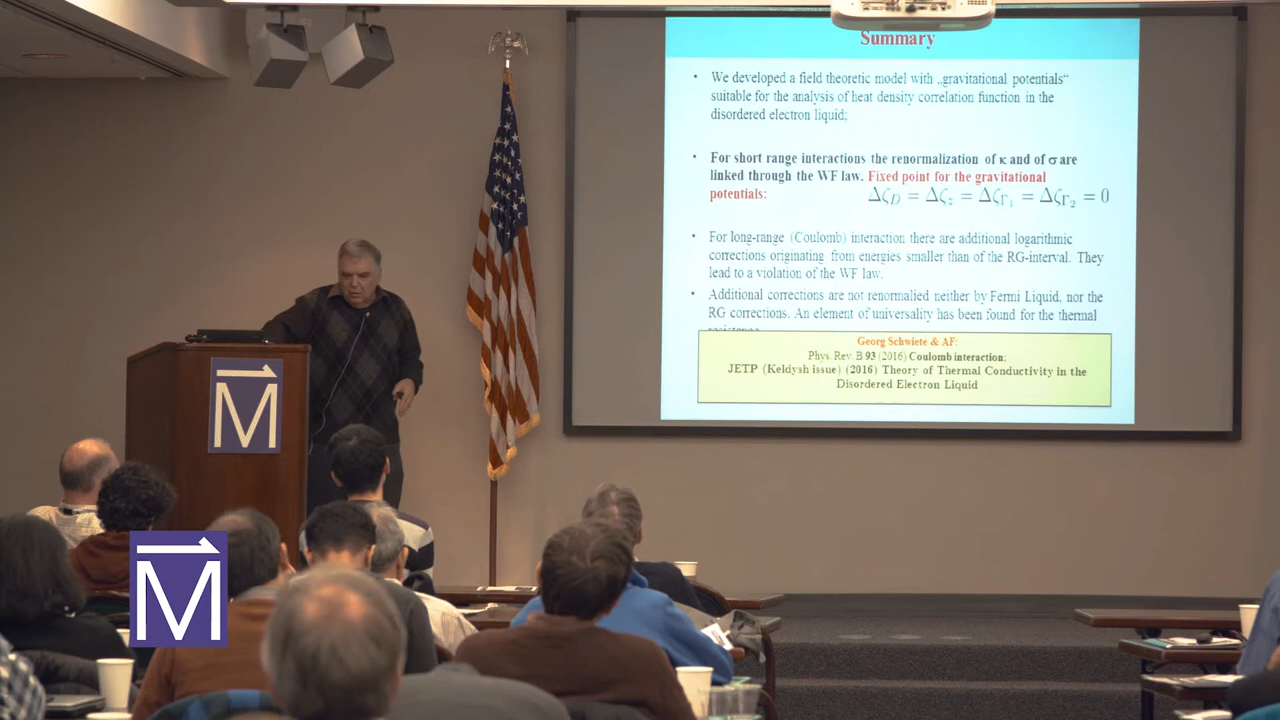 Summary
• We developed a field theoretic model with „gravitational potentials“
suitable for the analysis of heat density correlation function in the
disordered electron liquid;
• For short range interactions the renormalization of κ and of σ are
linked through the WF law. Fixed point for the gravitational
potentials: Δζ_D = Δζ_z = Δζ_Γ₁ = Δζ_Γ₂ = 0
• For long-range (Coulomb) interaction there are additional logarithmic
corrections originating from energies smaller than of the RG-interval. They
lead to a violation of the WF law.
• Additional corrections are not renormalied neither by Fermi Liquid, nor the
RG corrections. An element of universality has been found for the thermal
Georg Schwiete & AF:
Phys. Rev. B 93 (2016) Coulomb interaction;
JETP (Keldysh issue) (2016) Theory of Thermal Conductivity in the
Disordered Electron Liquid
M
M